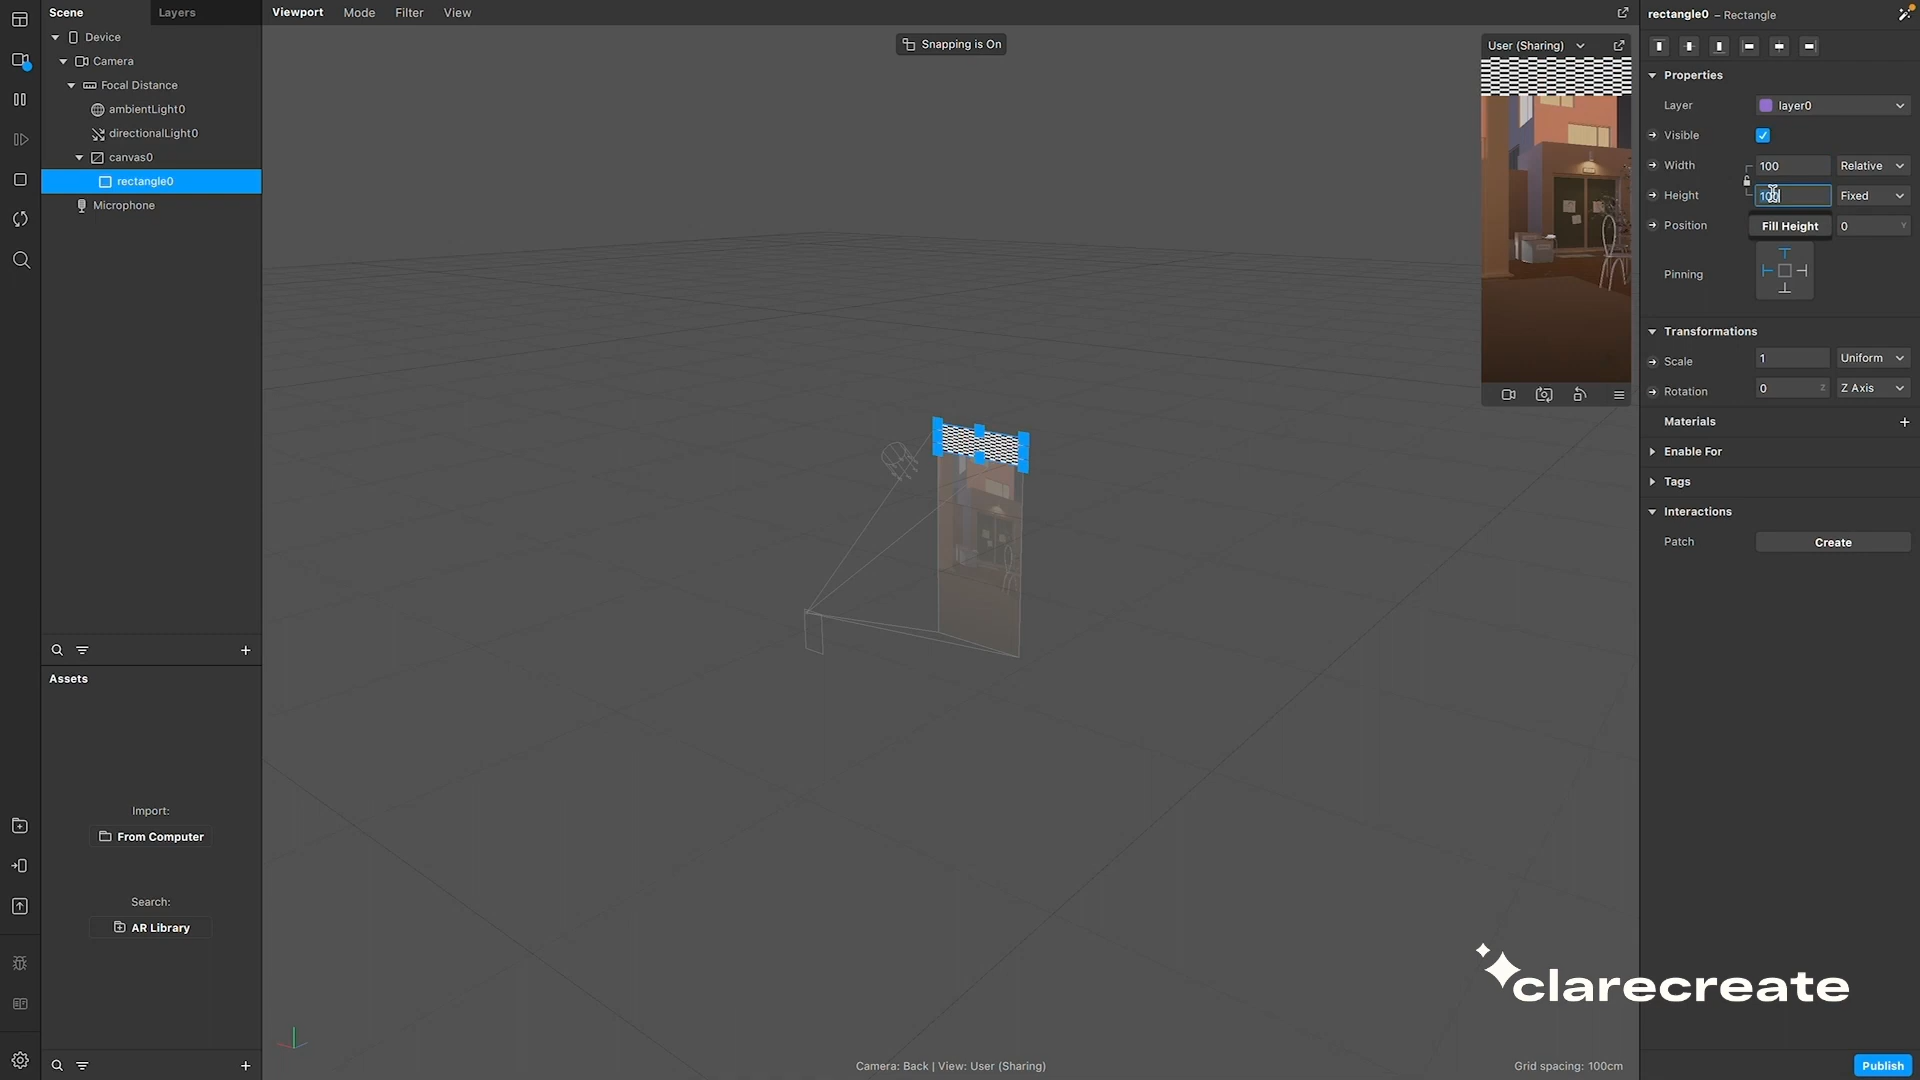 Scene
Layers
Device
Camera
Focal Distance
ambientLight0
directionalLight0
canvas0
rectangle0
Microphone
Assets
Import:
From Computer
Search:
AR Library
Viewport
Mode
Filter
View
Snapping is On
User (Sharing)
Camera: Back | View: User (Sharing)
Grid spacing: 100cm
clarecreate
rectangle0 – Rectangle
Properties
Layer
layer0
Visible
Width
100
Relative
Height
100
Fixed
Position
Fill Height
0
Y
Pinning
Transformations
Scale
1
Uniform
Rotation
0
Z
Z Axis
Materials
Enable For
Tags
Interactions
Patch
Create
Publish